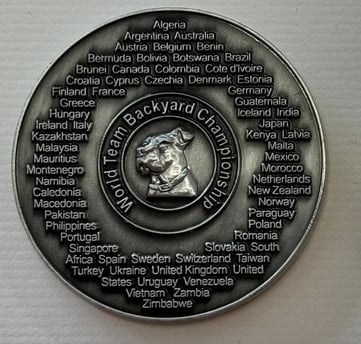 Algeria
Argentina Australia
Austria Belgium Benin
Bermuda Bolivia Botswana Brazil
Brunei Canada Colombia Cote d'Ivoire
Croatia Cyprus Czechia Denmark Estonia
Finland France Germany
Greece Guatemala
Hungary Iceland India
Ireland Italy Japan
Kazakhstan Kenya Latvia
Malaysia Malta
Mauritius Mexico
Montenegro Morocco
Namibia Netherlands
Caledonia New Zealand
Macedonia Norway
Pakistan Paraguay
Philippines Poland
Portugal Romania
Singapore Slovakia South
Africa Spain Sweden Switzerland Taiwan
Turkey Ukraine United Kingdom United
States Uruguay Venezuela
Vietnam Zambia
Zimbabwe
World Team Backyard Championship